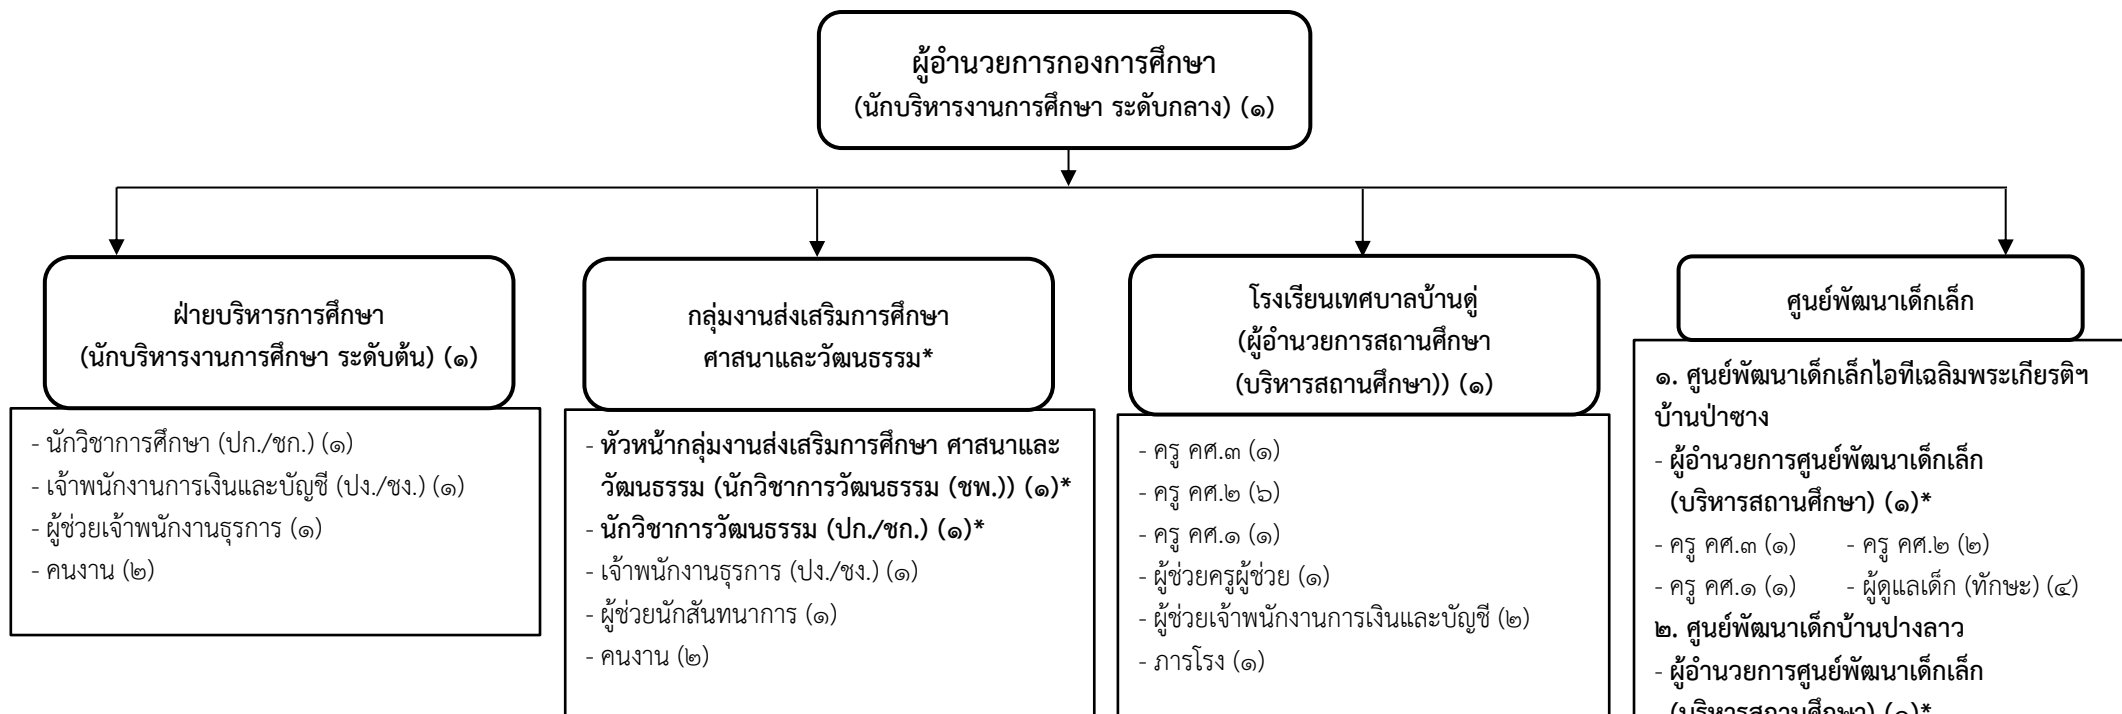 ผู้อำนวยการกองการศึกษา
(นักบริหารงานการศึกษา ระดับกลาง) (๑)
ฝ่ายบริหารการศึกษา
(นักบริหารงานการศึกษา ระดับต้น) (๑)
- นักวิชาการศึกษา (ปก./ชก.) (๑)
- เจ้าพนักงานการเงินและบัญชี (ปง./ชง.) (๑)
- ผู้ช่วยเจ้าพนักงานธุรการ (๑)
- คนงาน (๒)
กลุ่มงานส่งเสริมการศึกษา
ศาสนาและวัฒนธรรม*
- หัวหน้ากลุ่มงานส่งเสริมการศึกษา ศาสนาและ
วัฒนธรรม (นักวิชาการวัฒนธรรม (ชพ.)) (๑)*
- นักวิชาการวัฒนธรรม (ปก./ชก.) (๑)*
- เจ้าพนักงานธุรการ (ปง./ชง.) (๑)
- ผู้ช่วยนักสันทนาการ (๑)
- คนงาน (๒)
โรงเรียนเทศบาลบ้านดู่
(ผู้อำนวยการสถานศึกษา
(บริหารสถานศึกษา)) (๑)
- ครู คศ.๓ (๑)
- ครู คศ.๒ (๖)
- ครู คศ.๑ (๑)
- ผู้ช่วยครูผู้ช่วย (๑)
- ผู้ช่วยเจ้าพนักงานการเงินและบัญชี (๒)
- ภารโรง (๑)
ศูนย์พัฒนาเด็กเล็ก
๑. ศูนย์พัฒนาเด็กเล็กไอทีเฉลิมพระเกียรติฯ
บ้านป่าซาง
- ผู้อำนวยการศูนย์พัฒนาเด็กเล็ก
(บริหารสถานศึกษา) (๑)*
- ครู คศ.๓ (๑) - ครู คศ.๒ (๒)
- ครู คศ.๑ (๑) - ผู้ดูแลเด็ก (ทักษะ) (๔)
๒. ศูนย์พัฒนาเด็กบ้านปางลาว
- ผู้อำนวยการศูนย์พัฒนาเด็กเล็ก
(บริหารสถานศึกษา) (๑)*